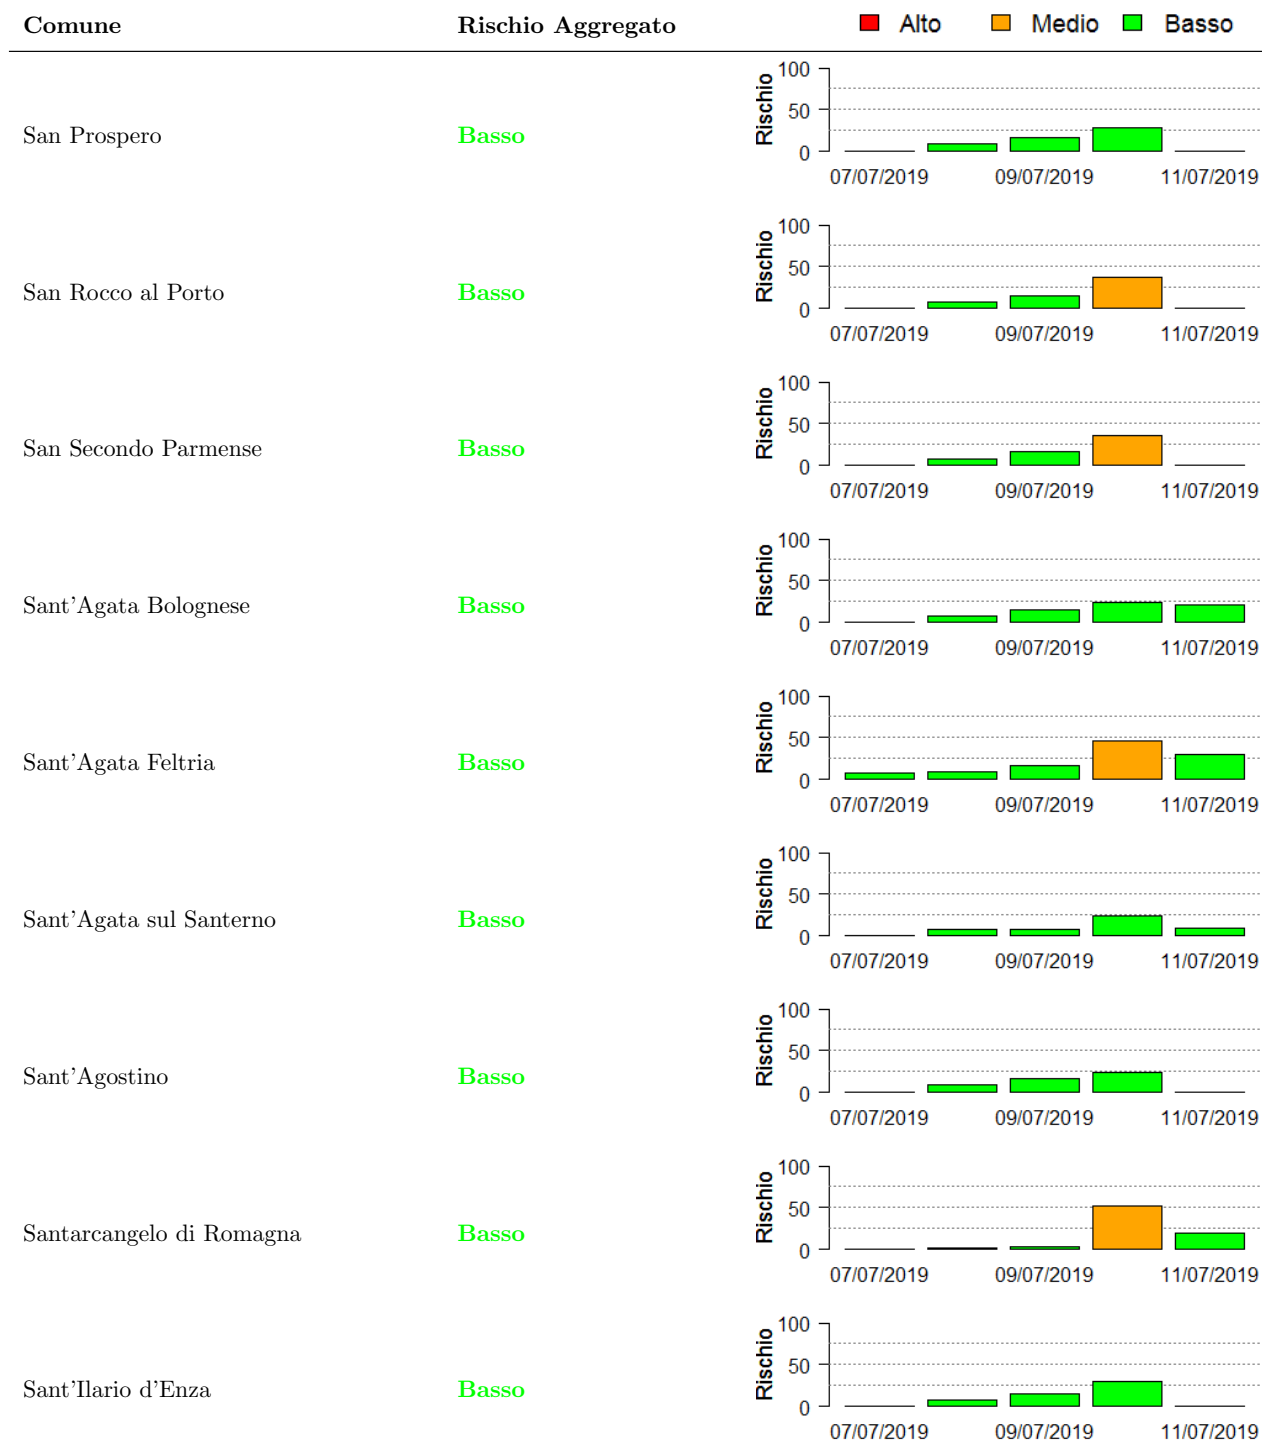 Comune Rischio Aggregato Alto Medio Basso
San Prospero Basso Rischio 100 50 0
07/07/2019 09/07/2019 11/07/2019
San Rocco al Porto Basso Rischio 100 50 0
07/07/2019 09/07/2019 11/07/2019
San Secondo Parmense Basso Rischio 100 50 0
07/07/2019 09/07/2019 11/07/2019
Sant'Agata Bolognese Basso Rischio 100 50 0
07/07/2019 09/07/2019 11/07/2019
Sant'Agata Feltria Basso Rischio 100 50 0
07/07/2019 09/07/2019 11/07/2019
Sant'Agata sul Santerno Basso Rischio 100 50 0
07/07/2019 09/07/2019 11/07/2019
Sant'Agostino Basso Rischio 100 50 0
07/07/2019 09/07/2019 11/07/2019
Santarcangelo di Romagna Basso Rischio 100 50 0
07/07/2019 09/07/2019 11/07/2019
Sant'Ilario d'Enza Basso Rischio 100 50 0
07/07/2019 09/07/2019 11/07/2019